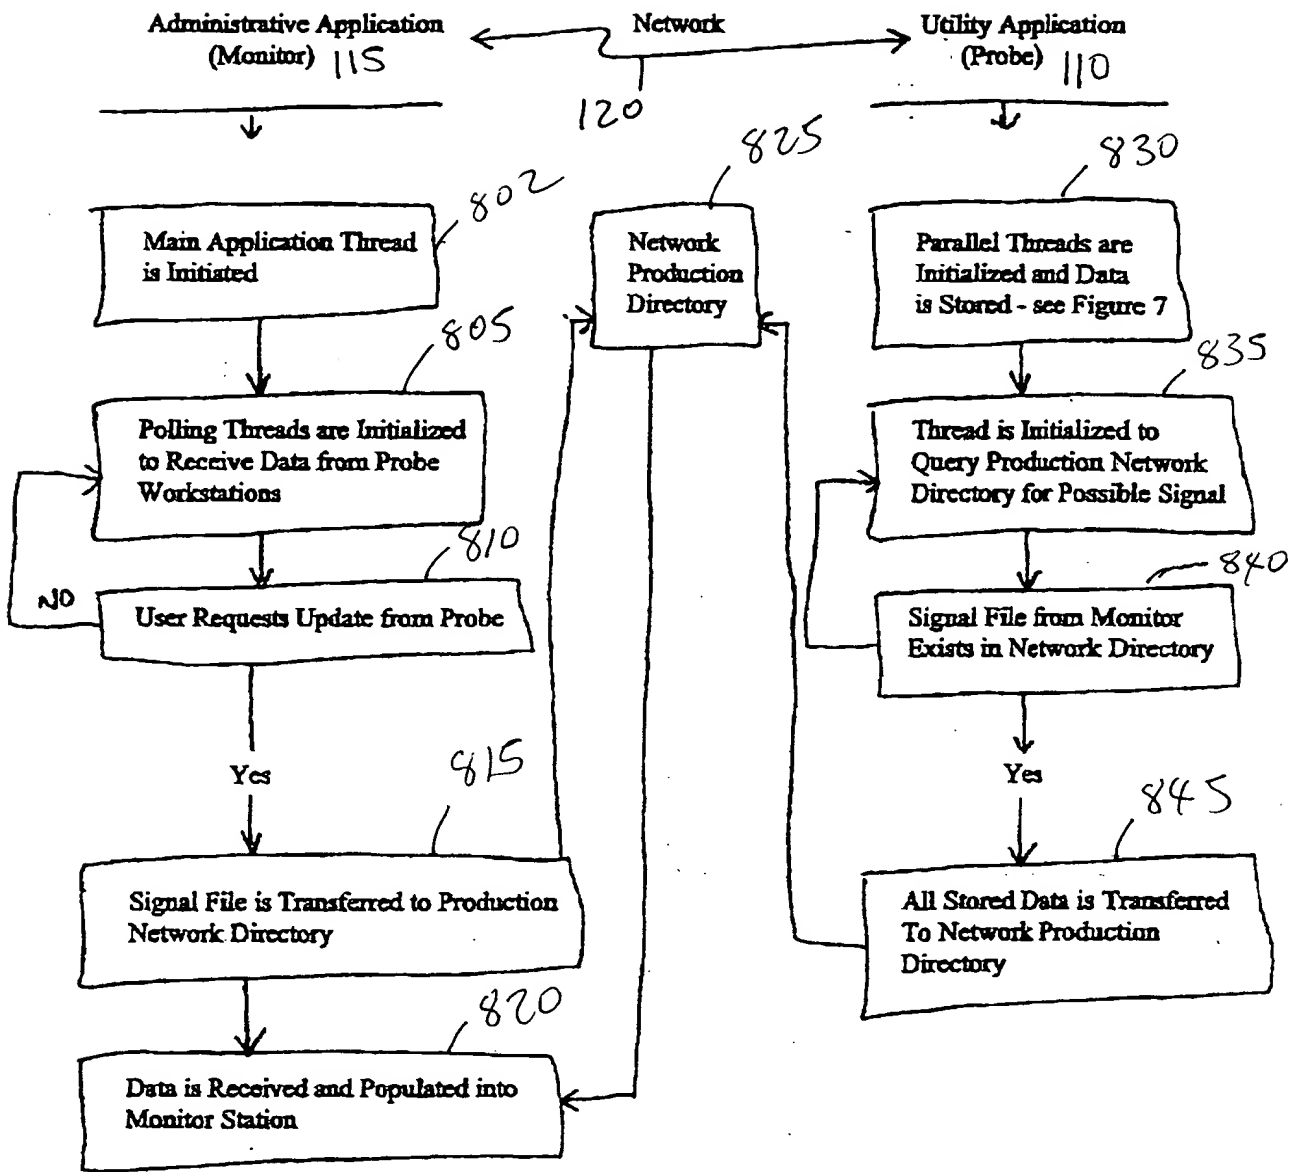 Administrative Application
(Monitor) 115
Network
120
Utility Application
(Probe) 110
802
Main Application Thread
is Initiated
805
Polling Threads are Initialized
to Receive Data from Probe
Workstations
810
NO
User Requests Update from Probe
Yes
815
Signal File is Transferred to Production
Network Directory
820
Data is Received and Populated into
Monitor Station
825
Network
Production
Directory
830
Parallel Threads are
Initialized and Data
is Stored - see Figure 7
835
Thread is Initialized to
Query Production Network
Directory for Possible Signal
840
Signal File from Monitor
Exists in Network Directory
Yes
845
All Stored Data is Transferred
To Network Production
Directory